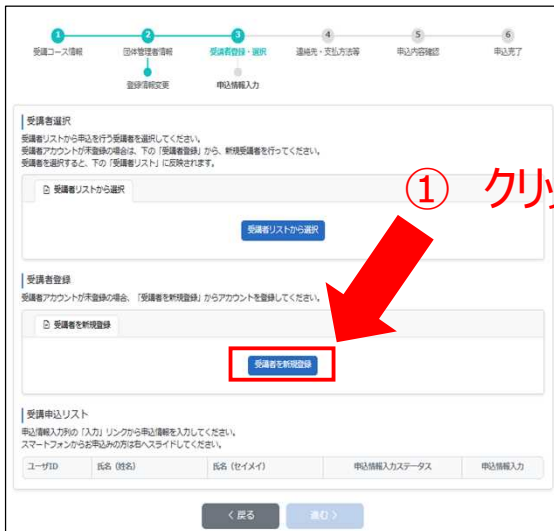 1 2 3 4 5 6
受講コース情報 団体管理者情報 受講者登録・選択 連絡先・支払方法等 申込内容確認 申込完了
登録情報変更 申込情報入力
受講者選択
受講者リストから申込を行う受講者を選択してください。
受講者アカウントが未登録の場合は、下の「受講者登録」から、新規受講者を行ってください。
受講者を選択すると、下の「受講者リスト」に反映されます。
受講者リストから選択
① クリッ
受講者リストから選択
受講者登録
受講者アカウントが未登録の場合、「受講者を新規登録」からアカウントを登録してください。
受講者を新規登録
受講者を新規登録
受講申込リスト
申込情報入力列の「入力」リンクから申込情報を入力してください。
スマートフォンからお申込みの方は右へスライドしてください。
ユーザID 氏名（姓名） 氏名（セイメイ） 申込情報入力ステータス 申込情報入力
< 戻る 進む >